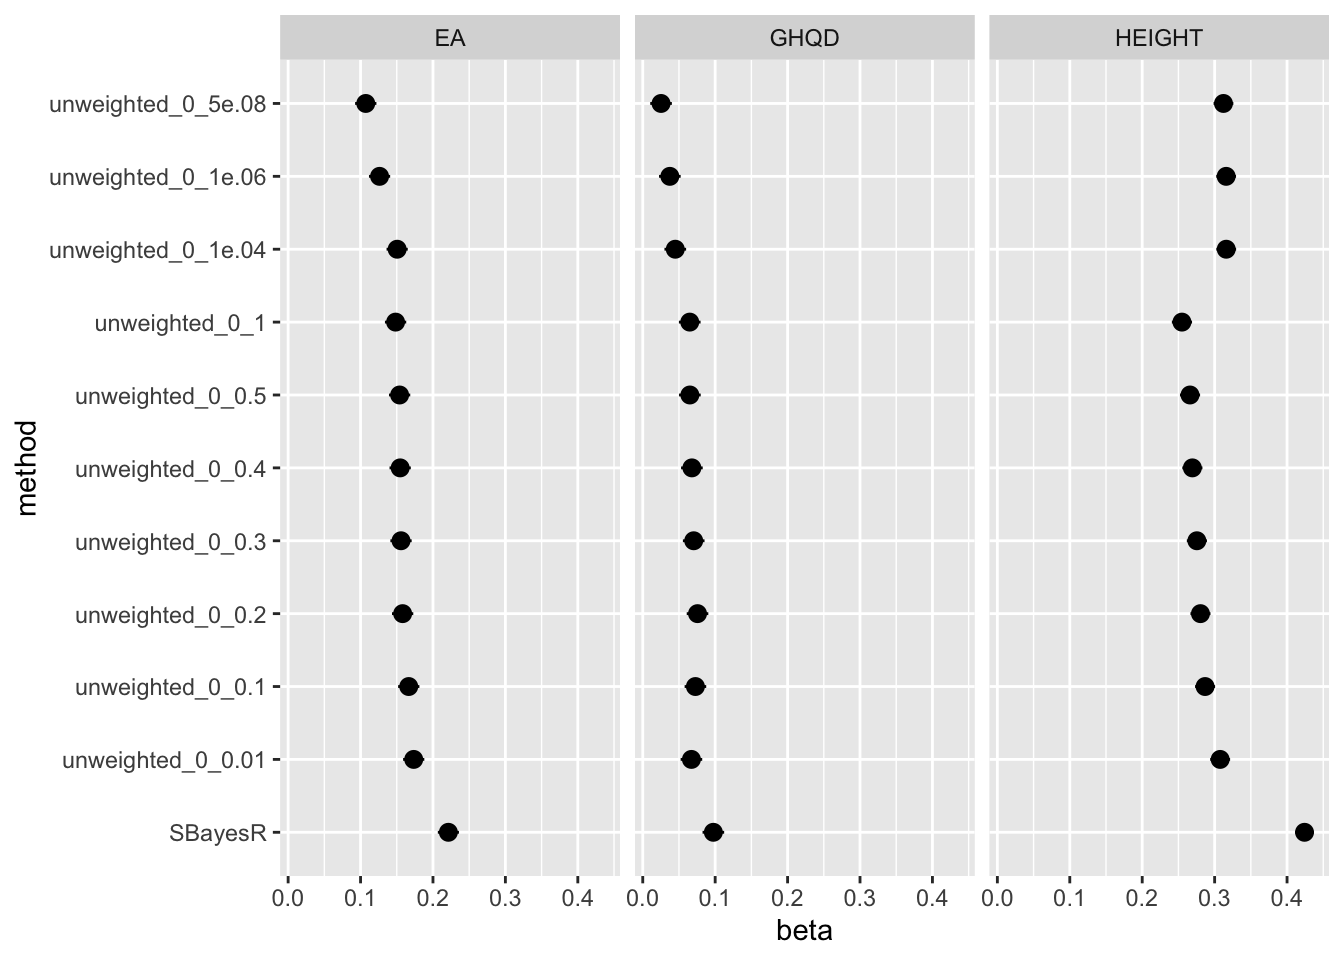 EA GHQD HEIGHT
unweighted_0_5e.08
unweighted_0_1e.06
unweighted_0_1e.04
unweighted_0_1
unweighted_0_0.5
unweighted_0_0.4
unweighted_0_0.3
unweighted_0_0.2
unweighted_0_0.1
unweighted_0_0.01
SBayesR
method
0.0 0.1 0.2 0.3 0.4 0.0 0.1 0.2 0.3 0.4 0.0 0.1 0.2 0.3 0.4
beta